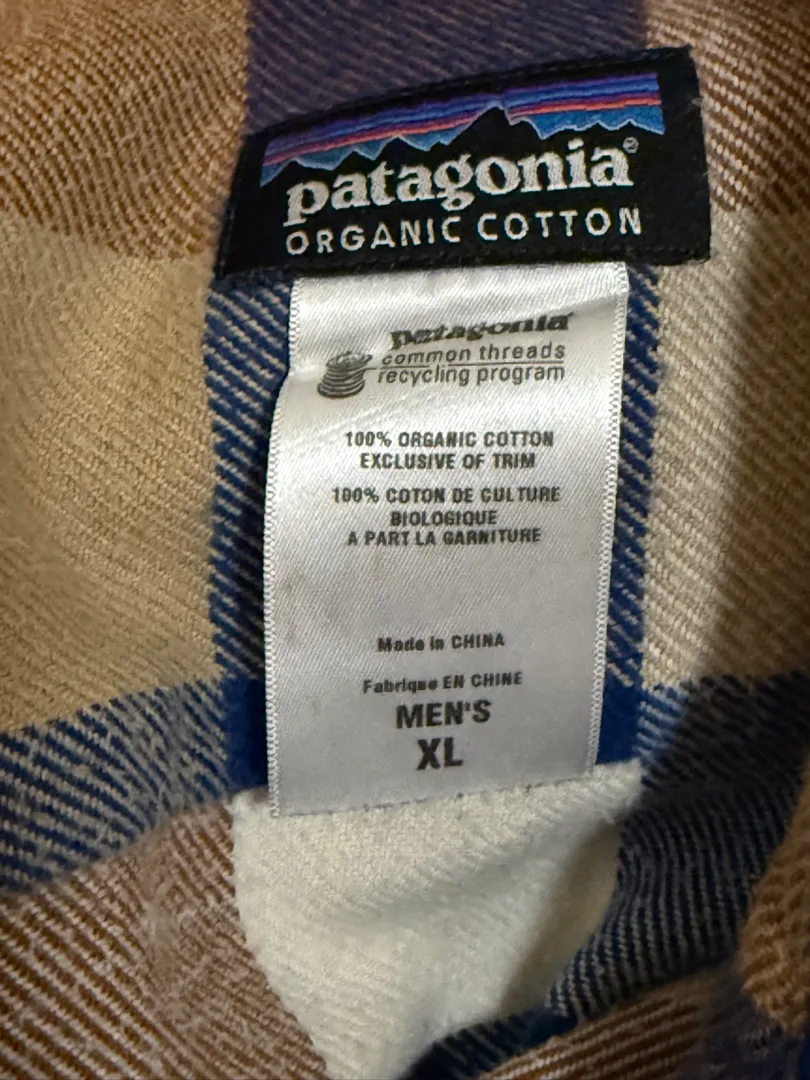 patagonia®
ORGANIC COTTON
patagonia®
common threads
recycling program
100% ORGANIC COTTON
EXCLUSIVE OF TRIM
100% COTON DE CULTURE
BIOLOGIQUE
A PART LA GARNITURE
Made in CHINA
Fabrique EN CHINE
MEN'S
XL